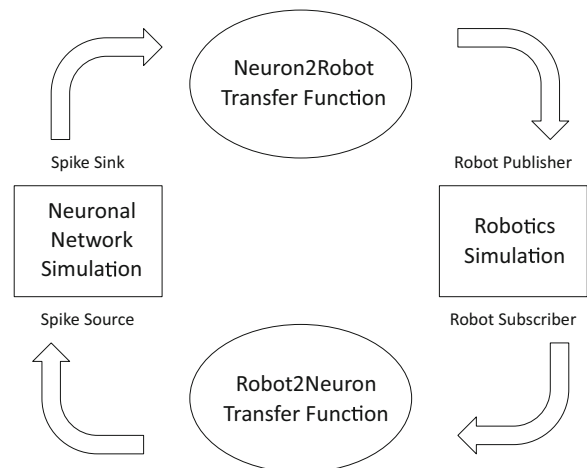 Neuron2Robot
Transfer Function
Spike Sink
Robot Publisher
Neuronal
Network
Simulation
Robotics
Simulation
Spike Source
Robot Subscriber
Robot2Neuron
Transfer Function